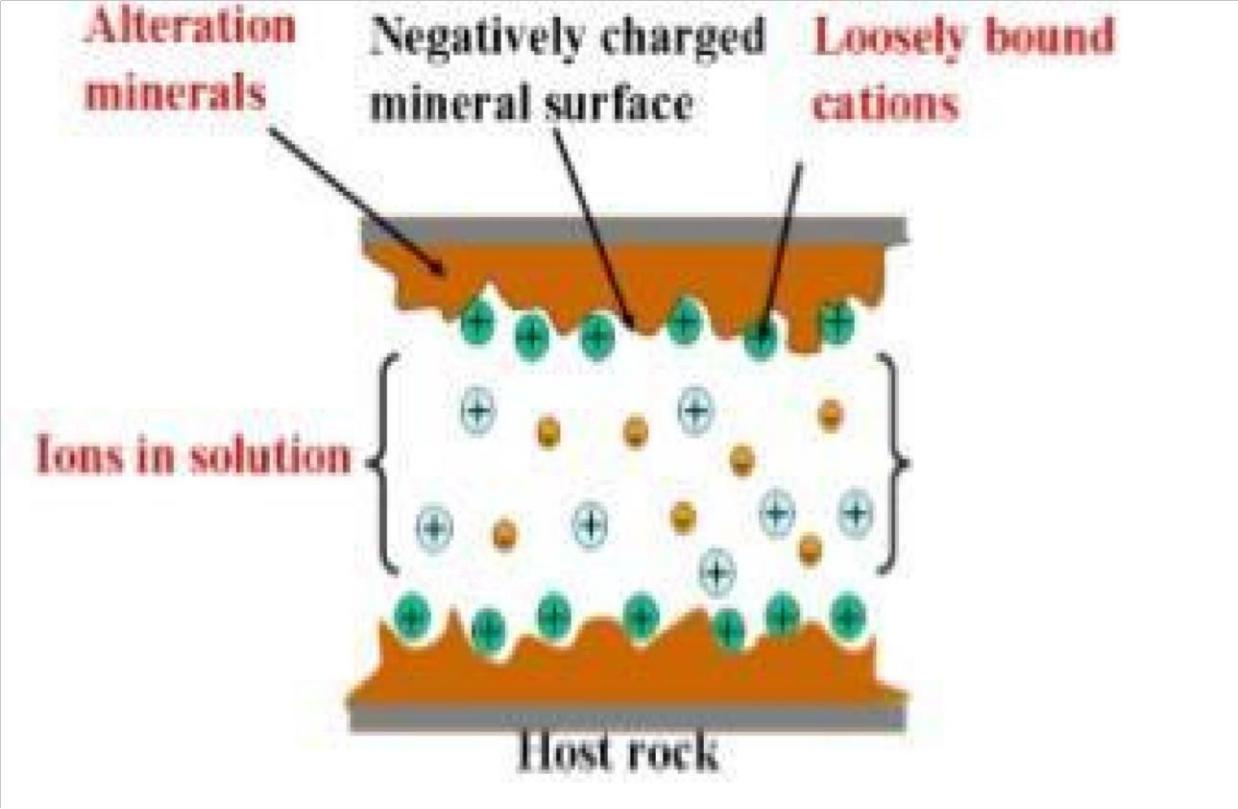 Alteration
minerals
Negatively charged
mineral surface
Loosely bound
cations
Ions in solution
Host rock